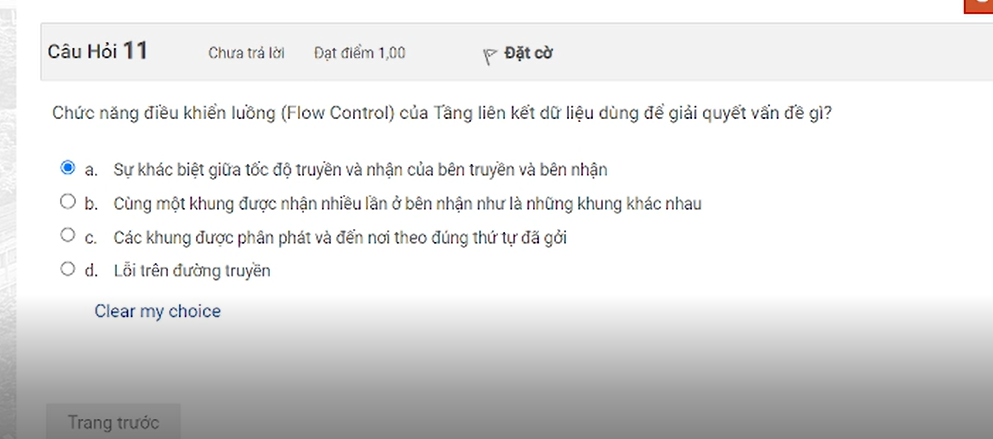 Câu Hỏi 11 Chưa trả lời Đạt điểm 1,00 Đặt cờ
Chức năng điều khiển luồng (Flow Control) của Tầng liên kết dữ liệu dùng để giải quyết vấn đề gì?
a. Sự khác biệt giữa tốc độ truyền và nhận của bên truyền và bên nhận
b. Cùng một khung được nhận nhiều lần ở bên nhận như là những khung khác nhau
c. Các khung được phân phát và đến nơi theo đúng thứ tự đã gởi
d. Lỗi trên đường truyền
Clear my choice
Trang trước